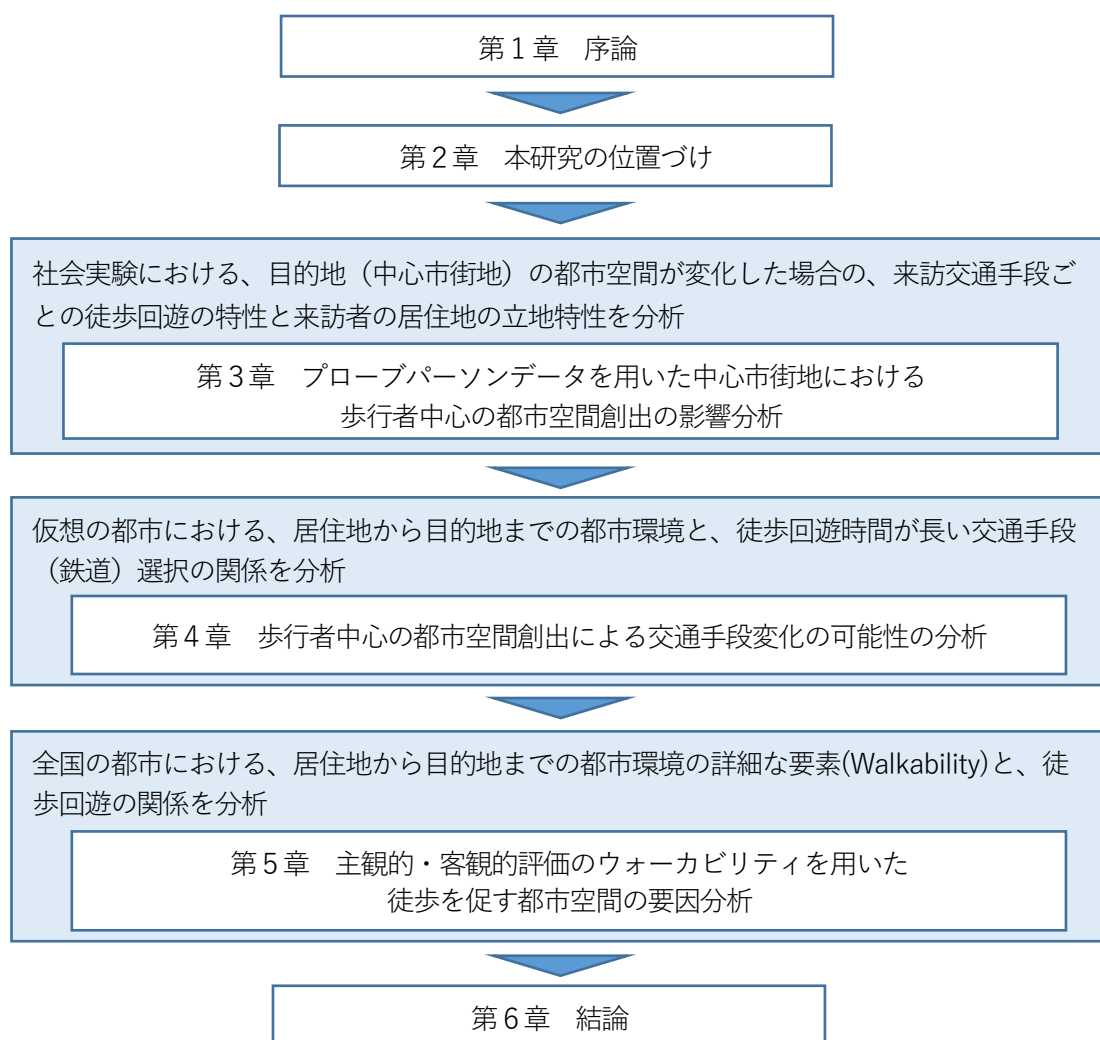 第１章　序論
第２章　本研究の位置づけ
社会実験における、目的地（中心市街地）の都市空間が変化した場合の、来訪交通手段ご
との徒歩回遊の特性と来訪者の居住地の立地特性を分析
第３章　プローブパーソンデータを用いた中心市街地における
歩行者中心の都市空間創出の影響分析
仮想の都市における、居住地から目的地までの都市環境と、徒歩回遊時間が長い交通手段
（鉄道）選択の関係を分析
第４章　歩行者中心の都市空間創出による交通手段変化の可能性の分析
全国の都市における、居住地から目的地までの都市環境の詳細な要素(Walkability)と、徒
歩回遊の関係を分析
第５章　主観的・客観的評価のウォーカビリティを用いた
徒歩を促す都市空間の要因分析
第６章　結論